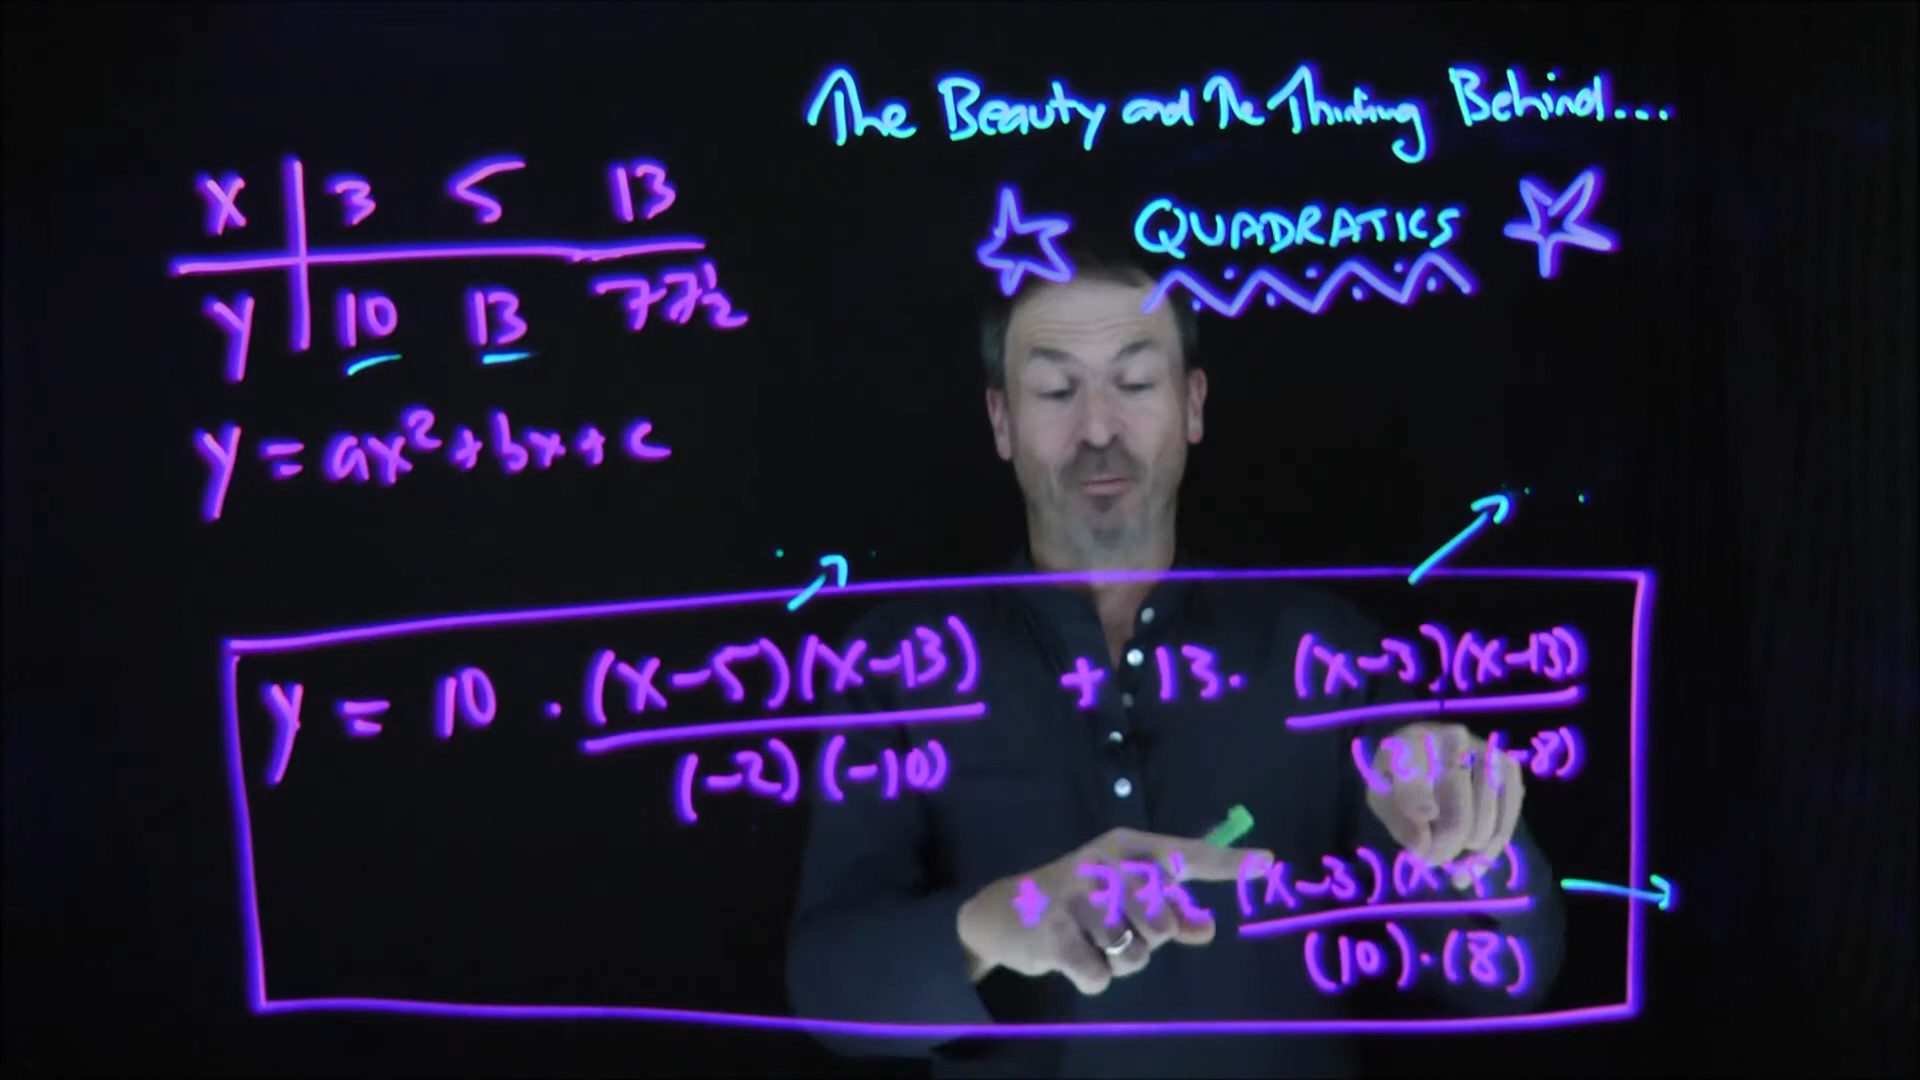 The Beauty and The Thinking Behind...
QUADRATICS
x 3 5 13
y 10 13 77½
y = ax²+bx+c
y = 10 · (x-5)(x-13) / (-2)(-10) + 13 · (x-3)(x-13) / (2)·(-8)
+ 77½ (x-3)(x-5) / (10)·(8)